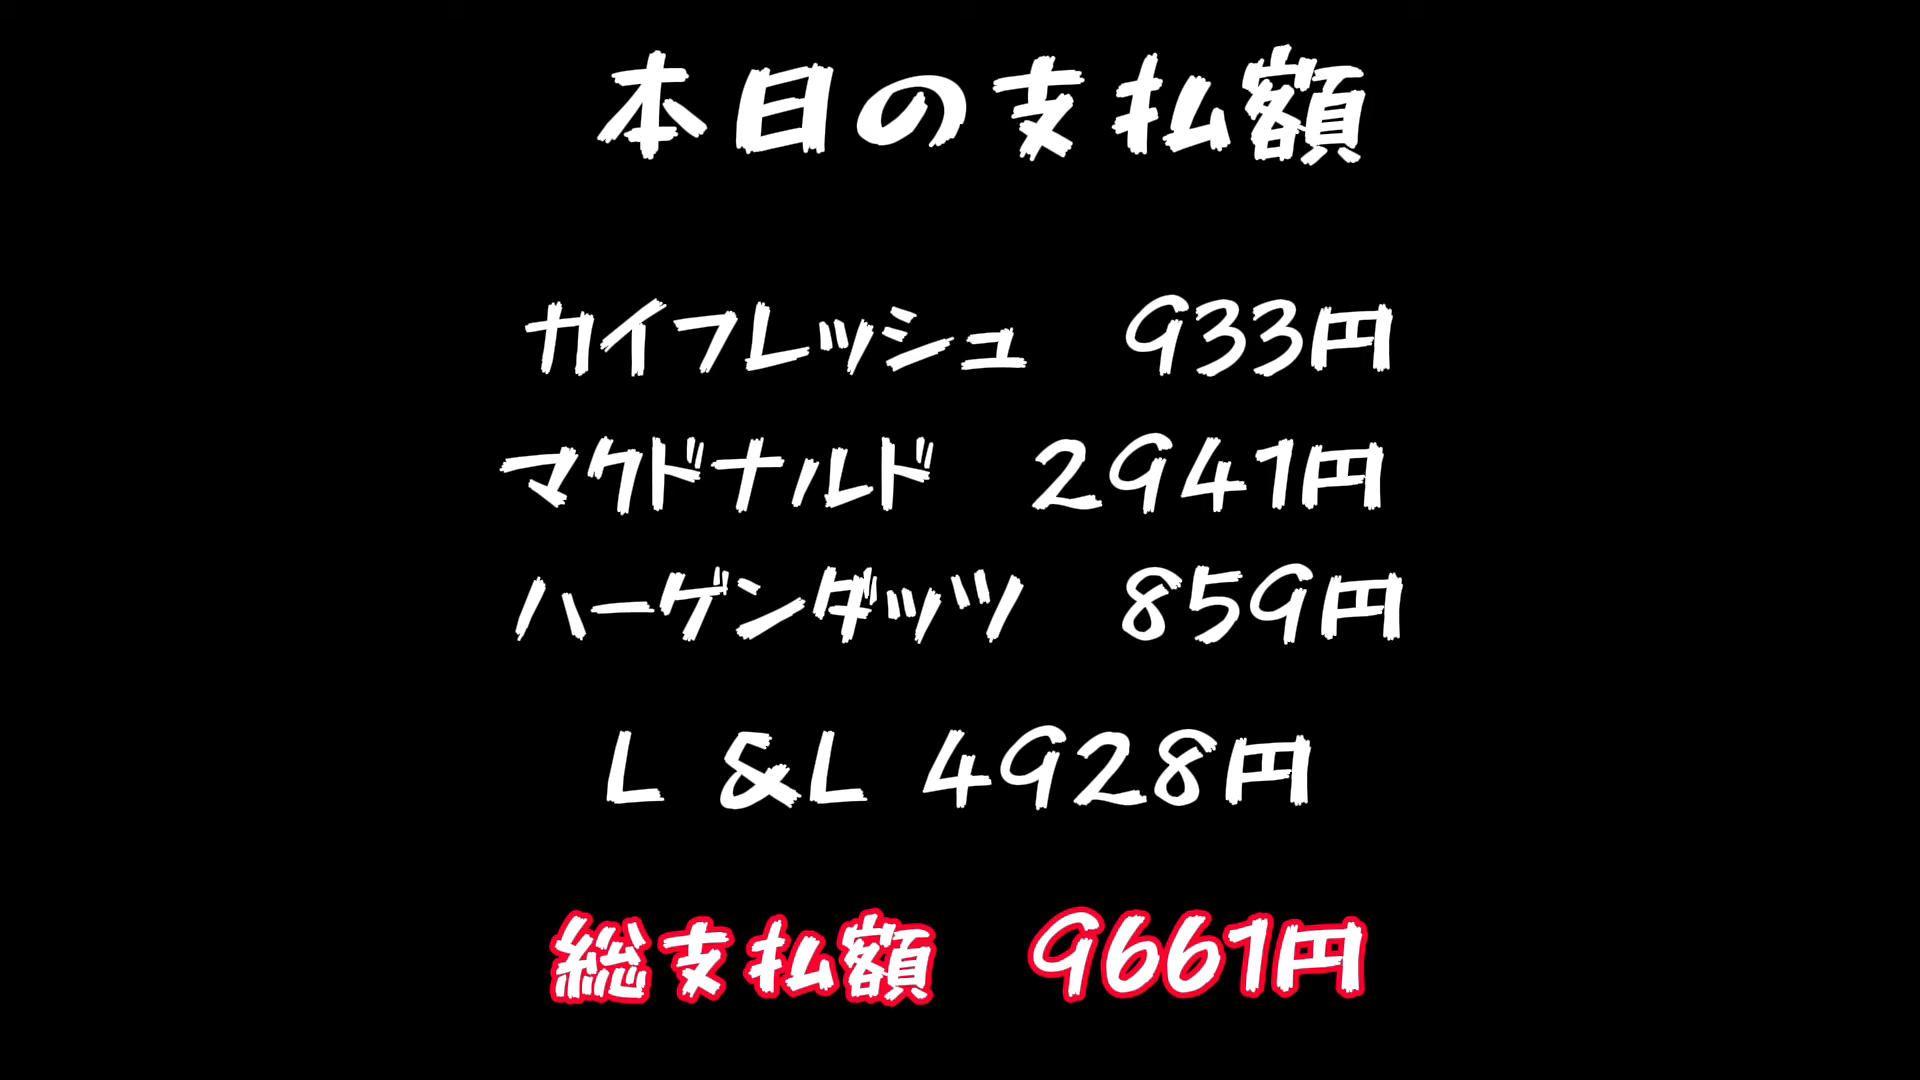 本日の支払額
カイフレッシュ　933円
マクドナルド　2941円
ハーゲンダッツ　859円
L &L 4928円
総支払額　9661円